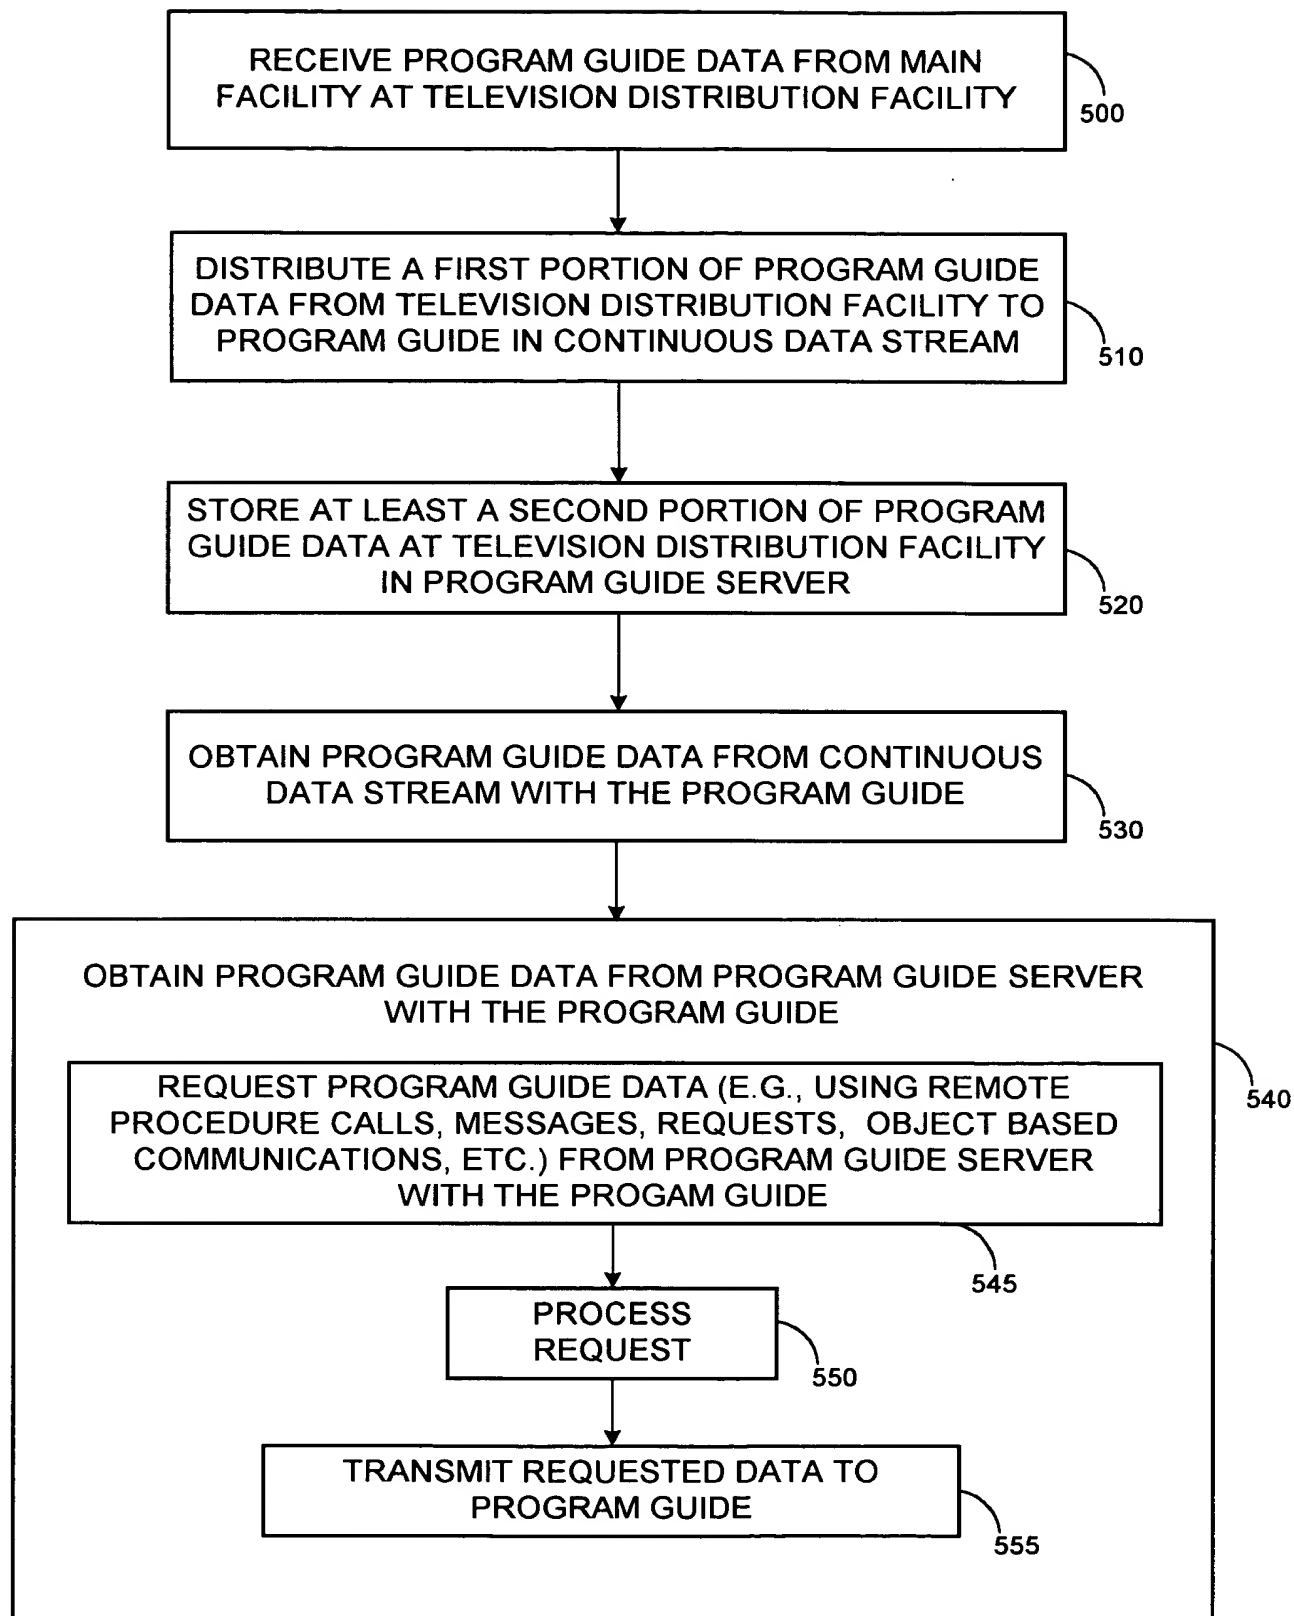 RECEIVE PROGRAM GUIDE DATA FROM MAIN
FACILITY AT TELEVISION DISTRIBUTION FACILITY
500
DISTRIBUTE A FIRST PORTION OF PROGRAM GUIDE
DATA FROM TELEVISION DISTRIBUTION FACILITY TO
PROGRAM GUIDE IN CONTINUOUS DATA STREAM
510
STORE AT LEAST A SECOND PORTION OF PROGRAM
GUIDE DATA AT TELEVISION DISTRIBUTION FACILITY
IN PROGRAM GUIDE SERVER
520
OBTAIN PROGRAM GUIDE DATA FROM CONTINUOUS
DATA STREAM WITH THE PROGRAM GUIDE
530
OBTAIN PROGRAM GUIDE DATA FROM PROGRAM GUIDE SERVER
WITH THE PROGRAM GUIDE
540
REQUEST PROGRAM GUIDE DATA (E.G., USING REMOTE
PROCEDURE CALLS, MESSAGES, REQUESTS, OBJECT BASED
COMMUNICATIONS, ETC.) FROM PROGRAM GUIDE SERVER
WITH THE PROGAM GUIDE
545
PROCESS
REQUEST
550
TRANSMIT REQUESTED DATA TO
PROGRAM GUIDE
555